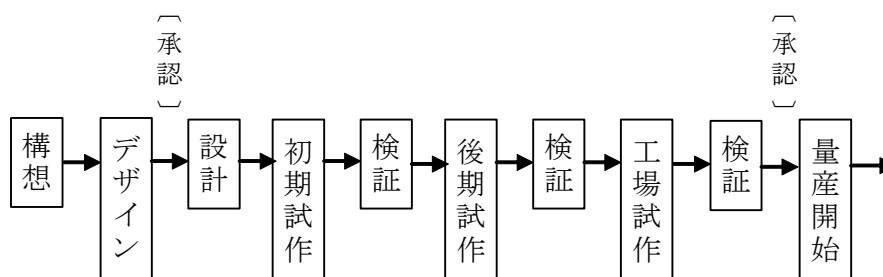 〔承認〕
〔承認〕
構想
デザイン
設計
初期試作
検証
後期試作
検証
工場試作
検証
量産開始